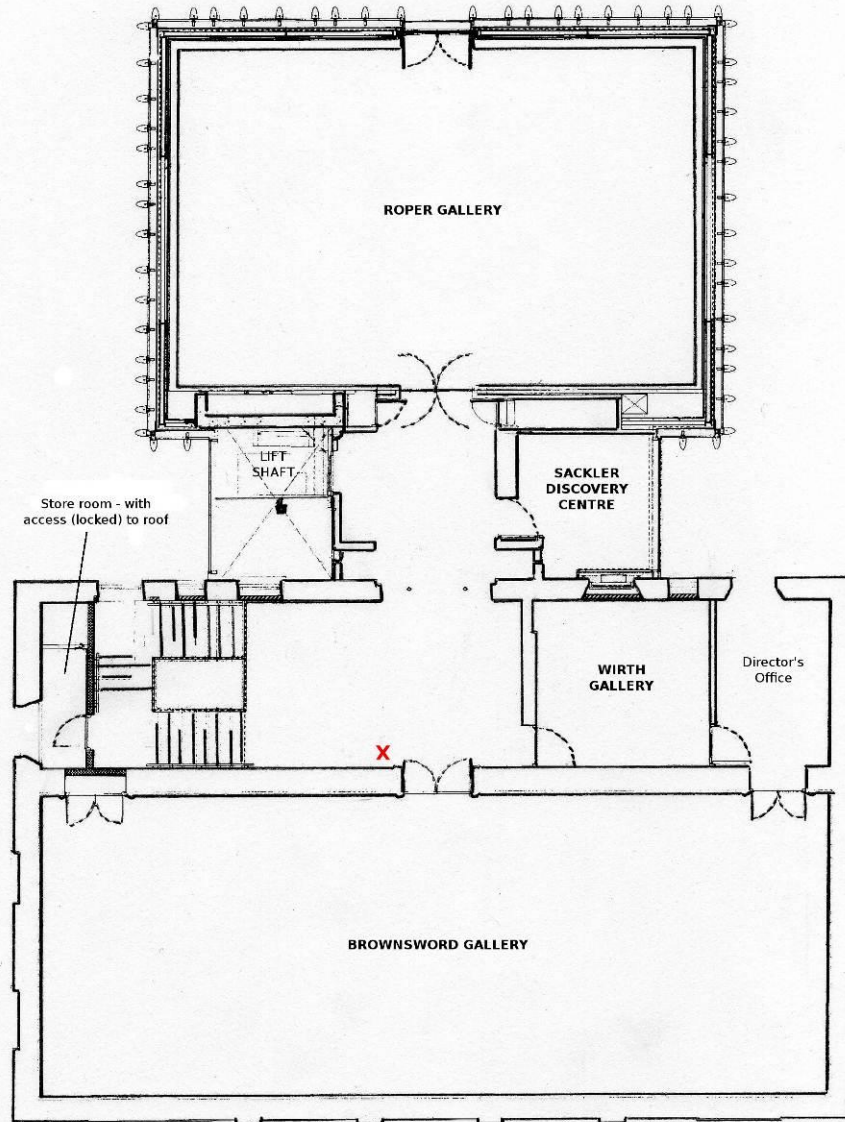 ROPER GALLERY
LIFT
SHAFT
SACKLER
DISCOVERY
CENTRE
Store room - with
access (locked) to roof
WIRTH
GALLERY
Director's
Office
X
BROWNSWORD GALLERY